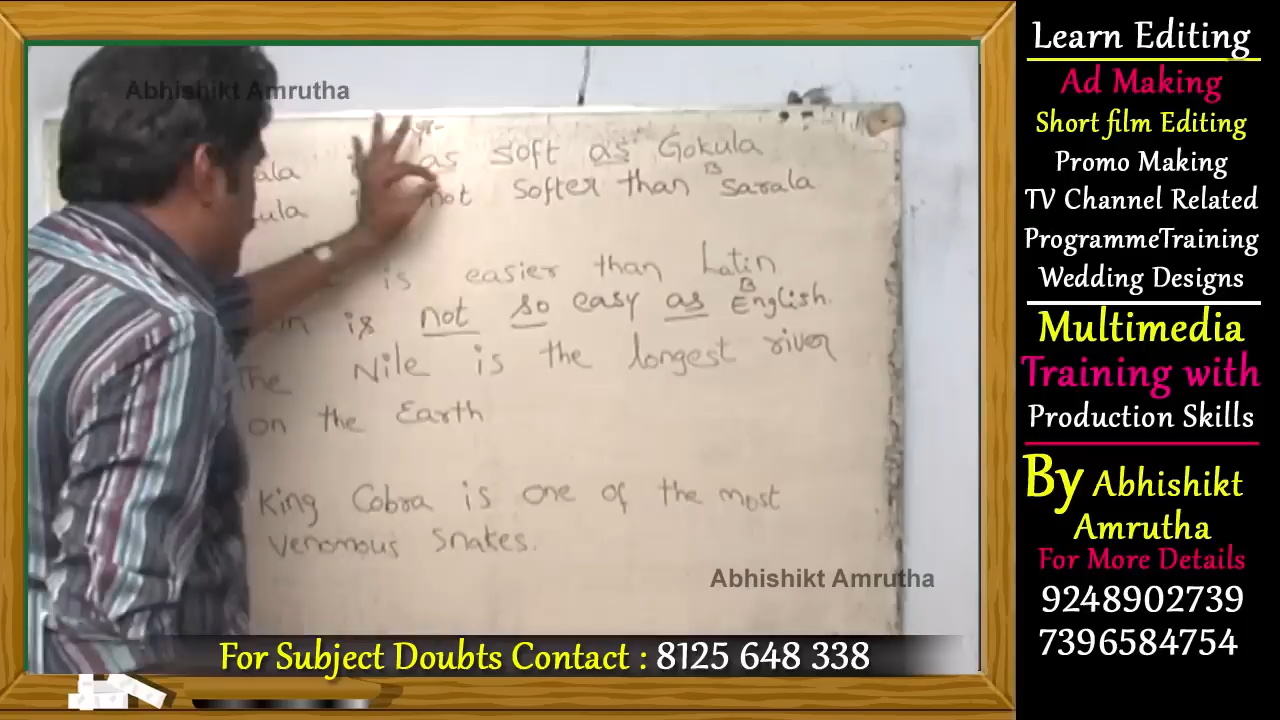 Abhishikt Amrutha
as soft as Gokula
ala
not softer than Sarala
B
ula
is easier than Latin
B
is not so easy as English.
The Nile is the longest river
on the Earth
King Cobra is one of the most
venomous snakes.
Abhishikt Amrutha
For Subject Doubts Contact : 8125 648 338
Learn Editing
Ad Making
Short film Editing
Promo Making
TV Channel Related
ProgrammeTraining
Wedding Designs
Multimedia
Training with
Production Skills
By Abhishikt
Amrutha
For More Details
9248902739
7396584754